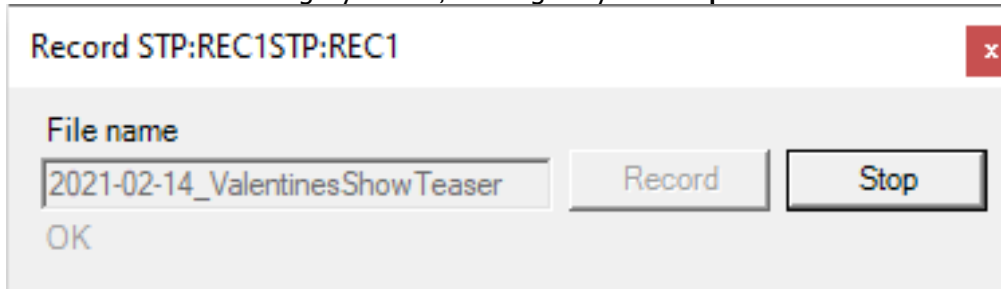 Record STP:REC1STP:REC1
x
File name
2021-02-14_ValentinesShowTeaser
Record
Stop
OK